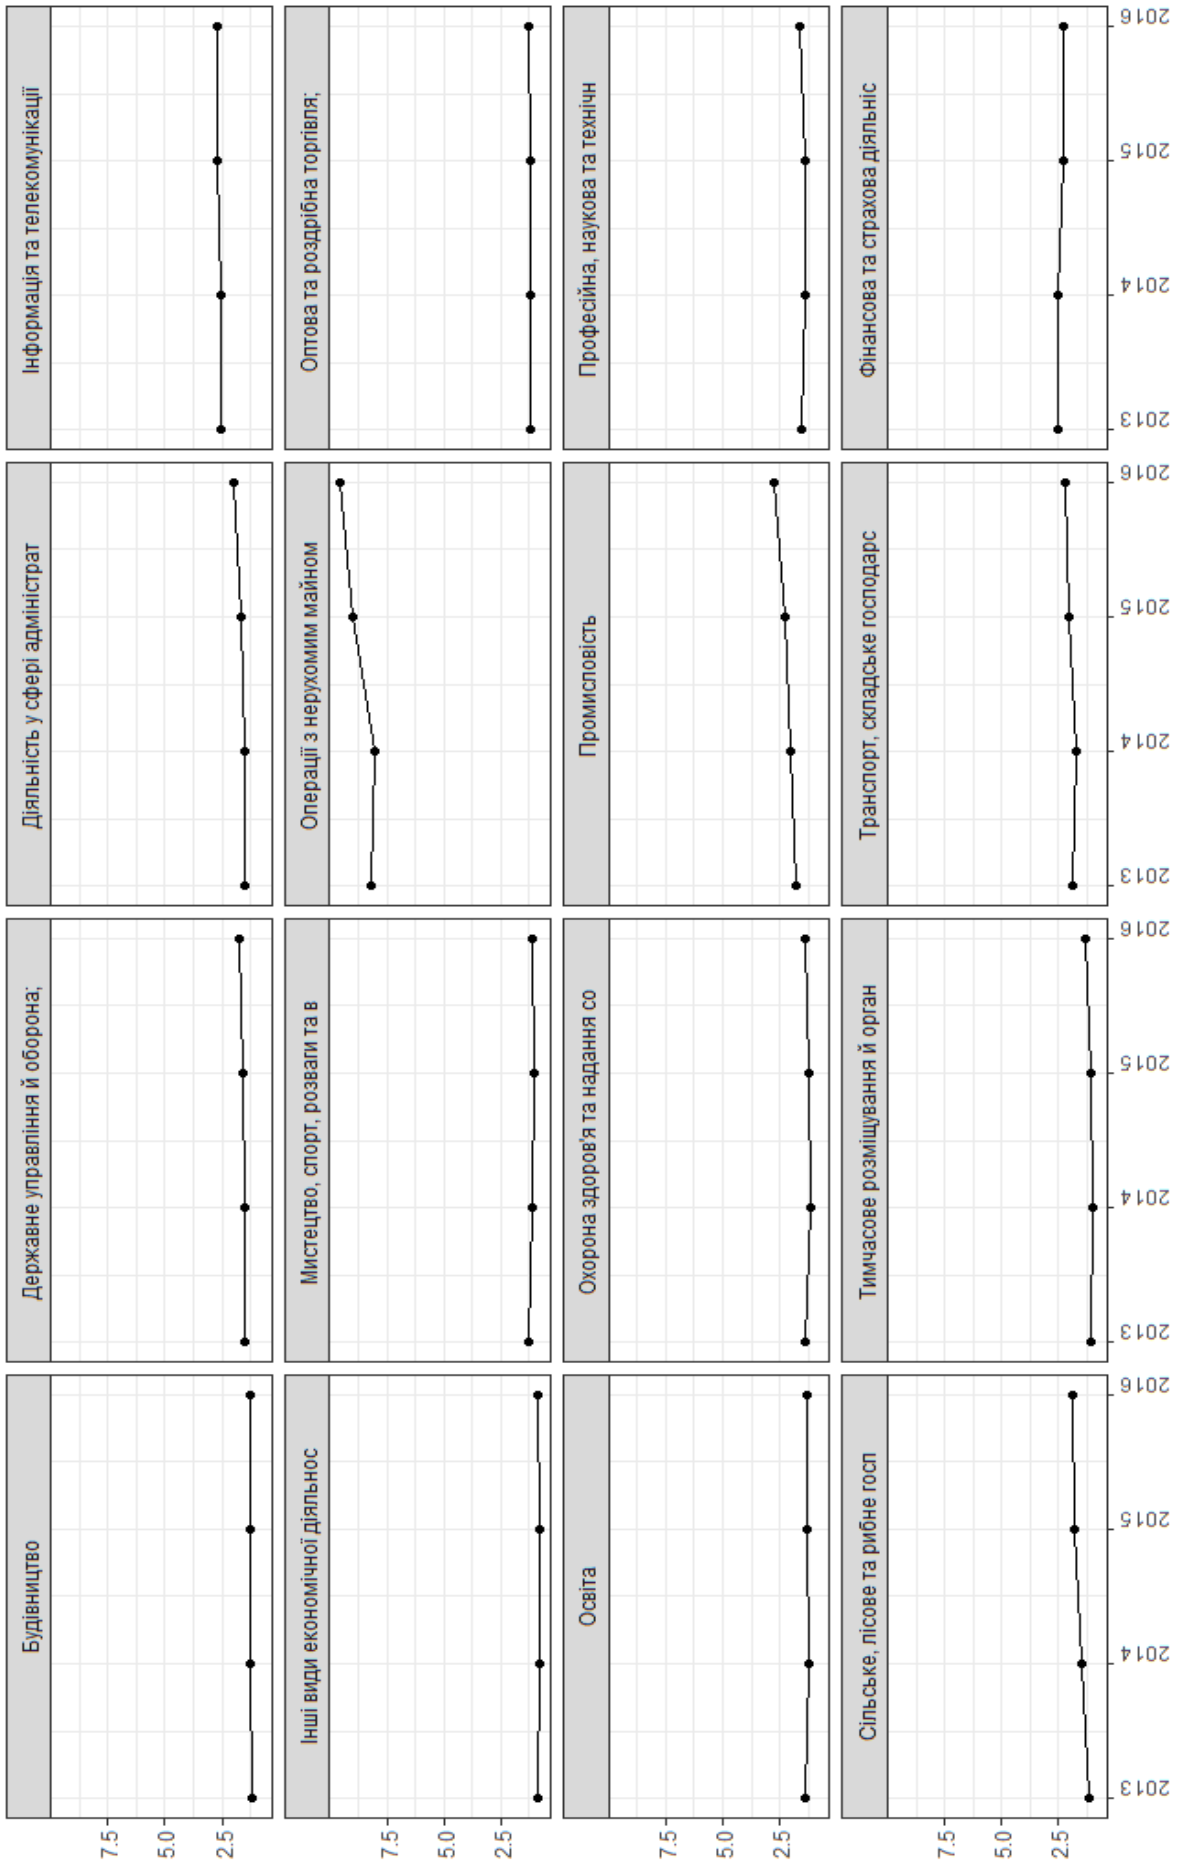 Будівництво
Державне управління й оборона;
Діяльність у сфері адміністрат
Інформація та телекомунікації
7.5
5.0
2.5
Інші види економічної діяльнос
Мистецтво, спорт, розваги та в
Операції з нерухомим майном
Оптова та роздрібна торгівля;
7.5
5.0
2.5
Освіта
Охорона здоров'я та надання со
Промисловість
Професійна, наукова та технічн
7.5
5.0
2.5
Сільське, лісове та рибне госп
Тимчасове розміщування й орган
Транспорт, складське господарс
Фінансова та страхова діяльніс
7.5
5.0
2.5
2013 2014 2015 2016 2013 2014 2015 2016 2013 2014 2015 2016 2013 2014 2015 2016